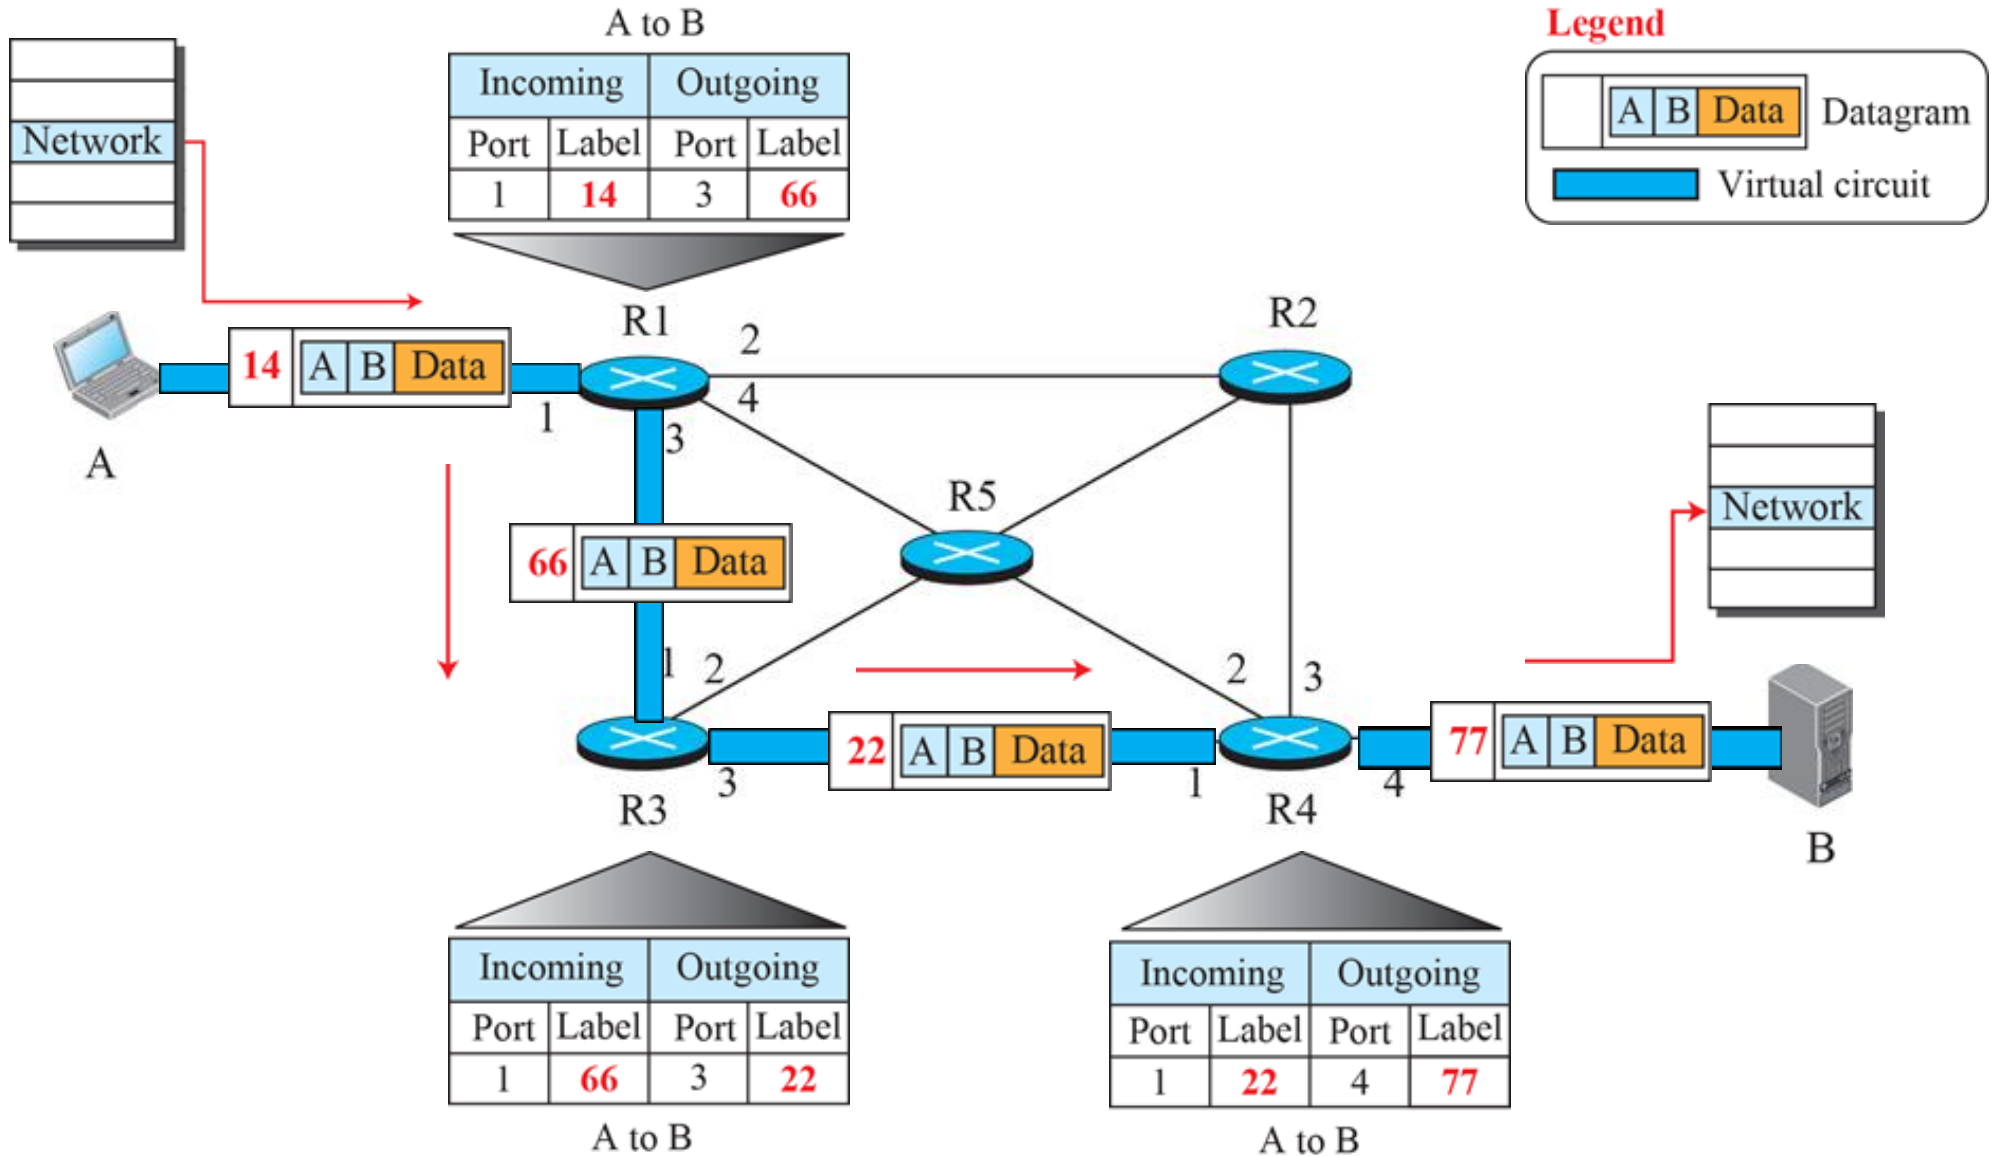 A to B
Legend
Incoming Outgoing
Port Label Port Label
1 14 3 66
Network
A B Data Datagram
Virtual circuit
R1
R2
14 A B Data
1
2
4
3
A
R5
Network
66 A B Data
1
2
2
3
22 A B Data
77 A B Data
3
1
4
R3
R4
B
Incoming Outgoing
Port Label Port Label
1 66 3 22
A to B
Incoming Outgoing
Port Label Port Label
1 22 4 77
A to B